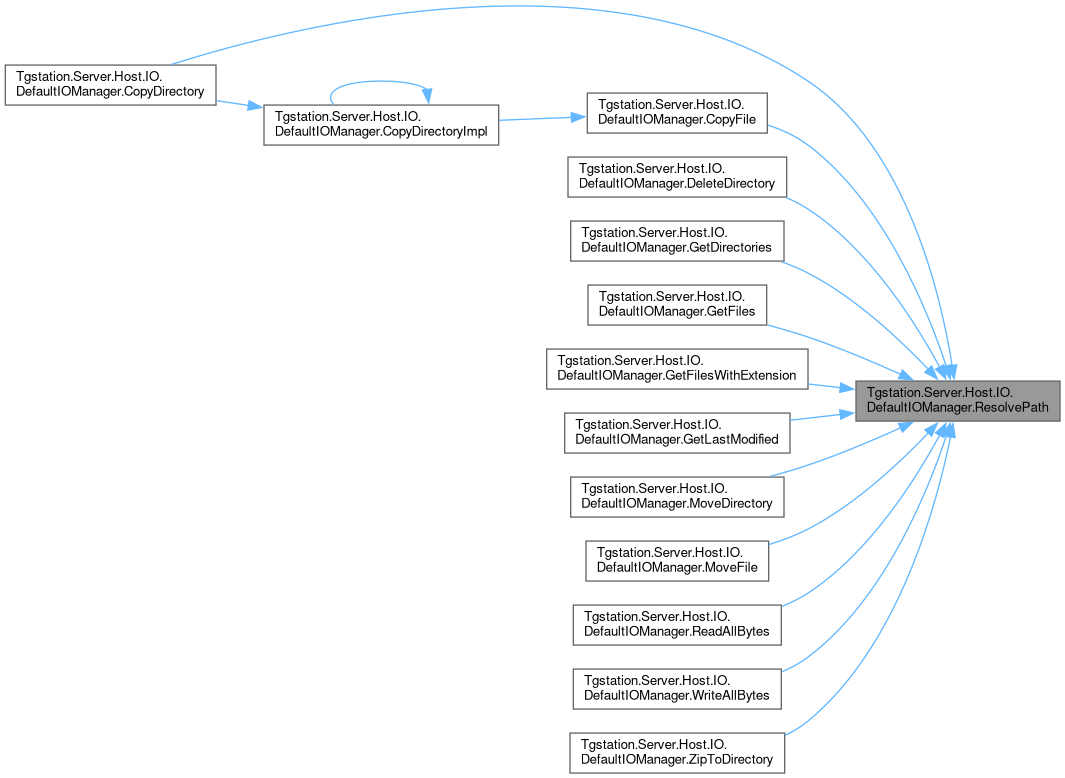 Tgstation.Server.Host.IO.
DefaultIOManager.CopyDirectory
Tgstation.Server.Host.IO.
DefaultIOManager.CopyDirectoryImpl
Tgstation.Server.Host.IO.
DefaultIOManager.CopyFile
Tgstation.Server.Host.IO.
DefaultIOManager.DeleteDirectory
Tgstation.Server.Host.IO.
DefaultIOManager.GetDirectories
Tgstation.Server.Host.IO.
DefaultIOManager.GetFiles
Tgstation.Server.Host.IO.
DefaultIOManager.GetFilesWithExtension
Tgstation.Server.Host.IO.
DefaultIOManager.GetLastModified
Tgstation.Server.Host.IO.
DefaultIOManager.MoveDirectory
Tgstation.Server.Host.IO.
DefaultIOManager.MoveFile
Tgstation.Server.Host.IO.
DefaultIOManager.ReadAllBytes
Tgstation.Server.Host.IO.
DefaultIOManager.WriteAllBytes
Tgstation.Server.Host.IO.
DefaultIOManager.ZipToDirectory
Tgstation.Server.Host.IO.
DefaultIOManager.ResolvePath